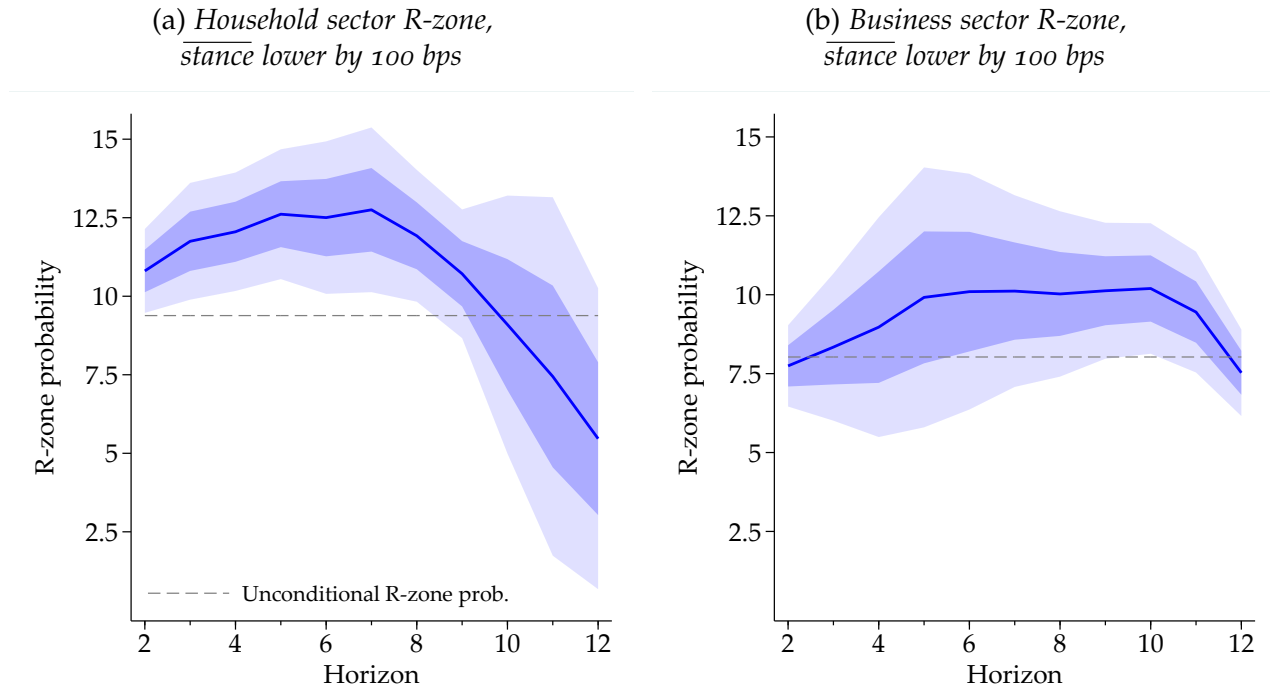 (a) Household sector R-zone,
stance lower by 100 bps
15
12.5
10
7.5
5
2.5
R-zone probability
Unconditional R-zone prob.
2 4 6 8 10 12
Horizon
(b) Business sector R-zone,
stance lower by 100 bps
15
12.5
10
7.5
5
2.5
R-zone probability
2 4 6 8 10 12
Horizon